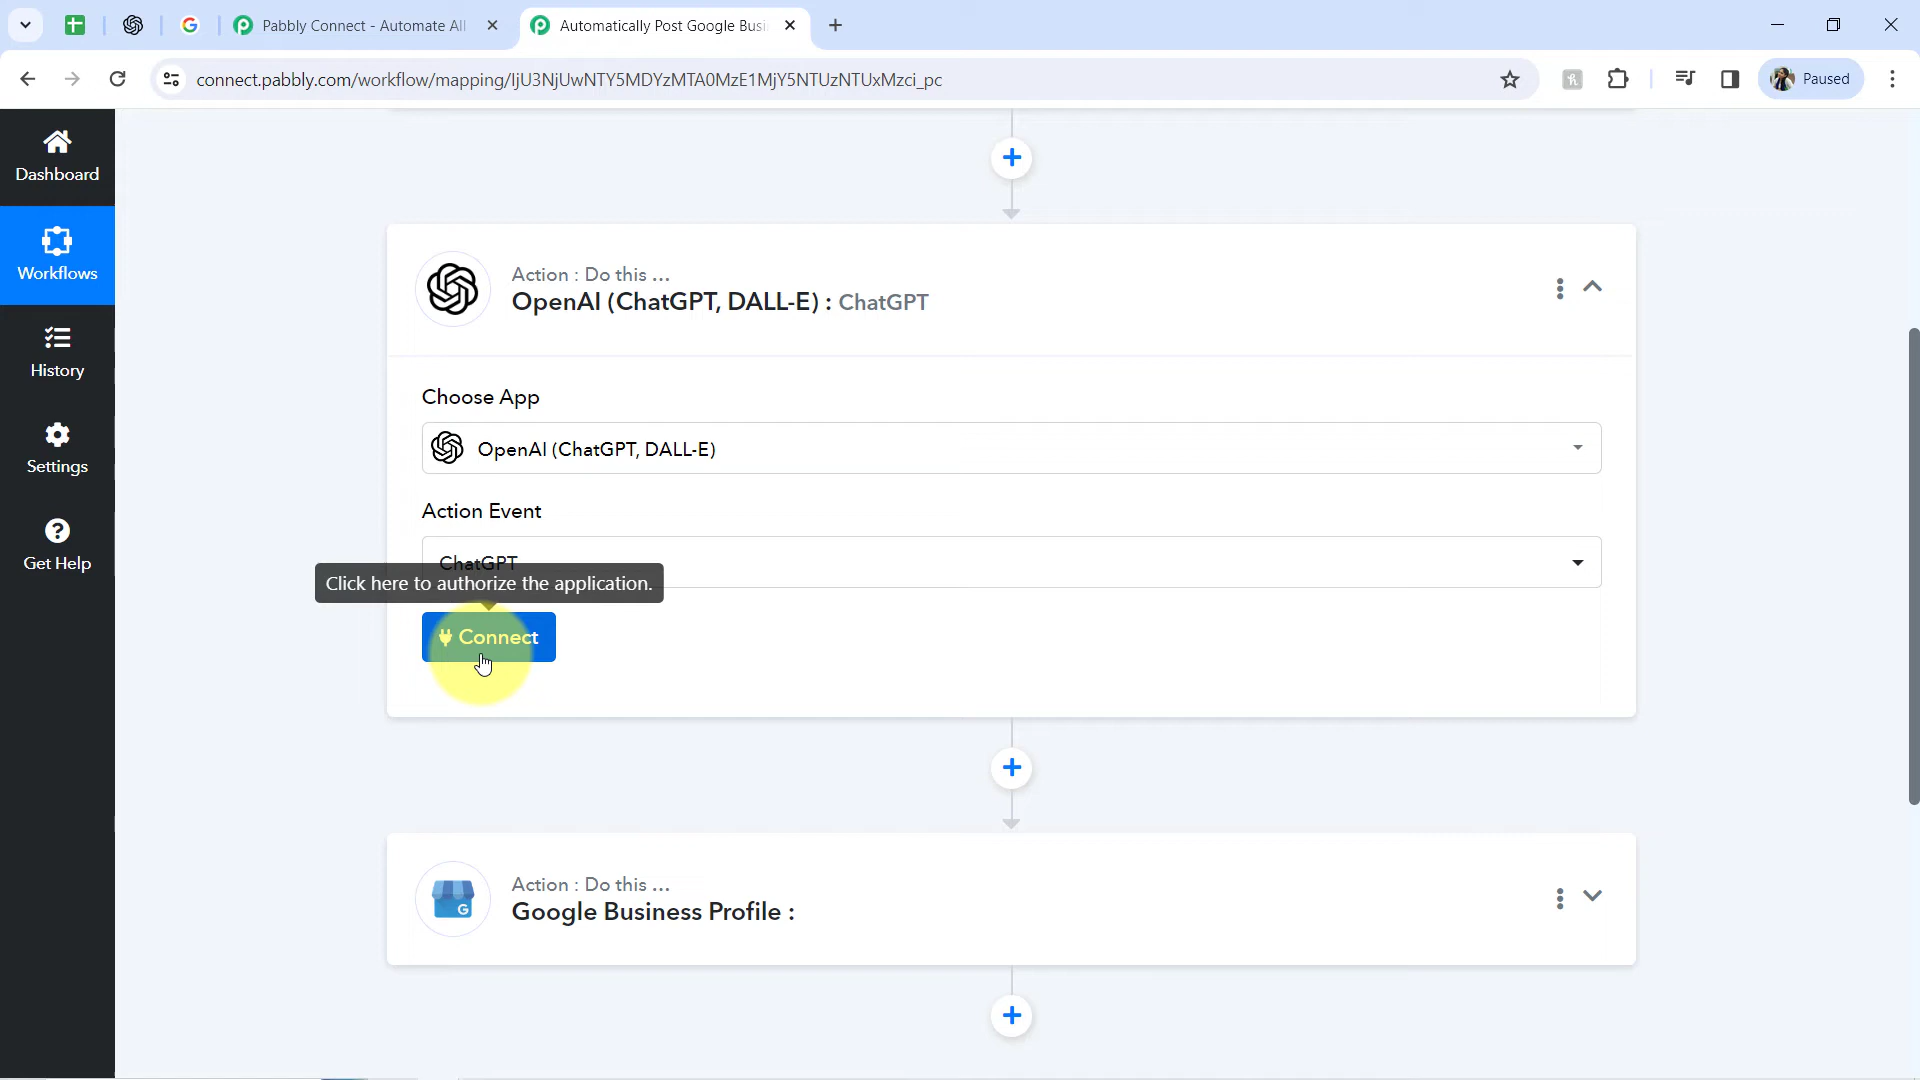 Pabbly Connect - Automate All
Automatically Post Google Busi
connect.pabbly.com/workflow/mapping/IjU3NjUwNTY5MDYzMTA0MzE1MjY5NTUzNTUxMzci_pc
Paused
Dashboard
Workflows
History
Settings
Get Help
Action : Do this ...
OpenAI (ChatGPT, DALL-E) : ChatGPT
Choose App
OpenAI (ChatGPT, DALL-E)
Action Event
ChatGPT
Click here to authorize the application.
Connect
Action : Do this ...
Google Business Profile :